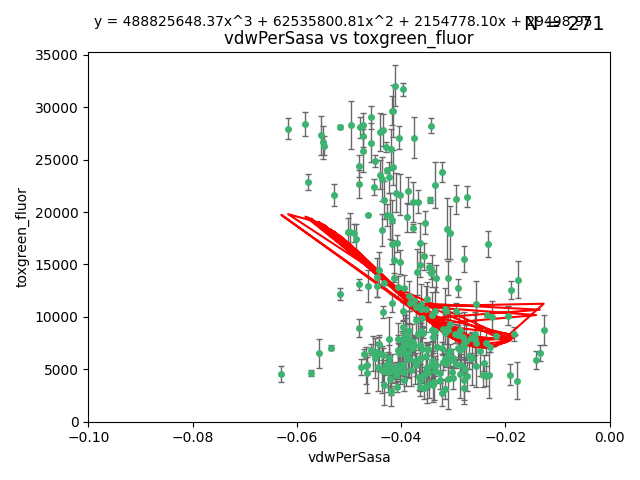 y = 488825648.37x^3 + 62535800.81x^2 + 2154778.10x +
N = 271
vdwPerSasa vs toxgreen_fluor
35000
30000
25000
20000
15000
10000
5000
0
toxgreen_fluor
−0.10 −0.08 −0.06 −0.04 −0.02 0.00
vdwPerSasa